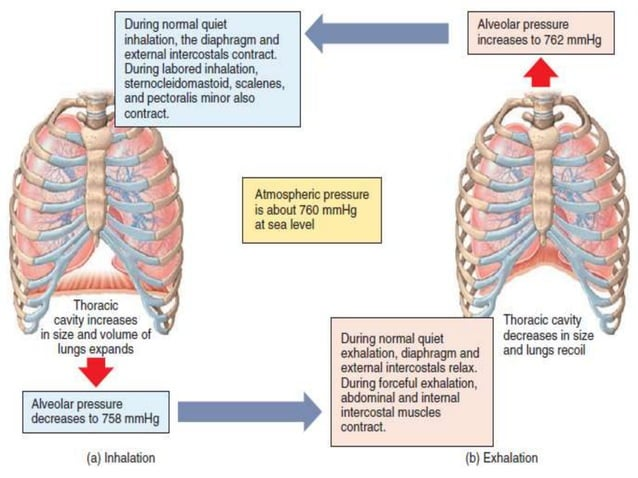 During normal quiet
inhalation, the diaphragm and
external intercostals contract.
During labored inhalation,
sternocleidomastoid, scalenes,
and pectoralis minor also
contract.
Alveolar pressure
increases to 762 mmHg
Atmospheric pressure
is about 760 mmHg
at sea level
Thoracic
cavity increases
in size and volume of
lungs expands
Alveolar pressure
decreases to 758 mmHg
(a) Inhalation
During normal quiet
exhalation, diaphragm and
external intercostals relax.
During forceful exhalation,
abdominal and internal
intercostal muscles
contract.
Thoracic cavity
decreases in size
and lungs recoil
(b) Exhalation